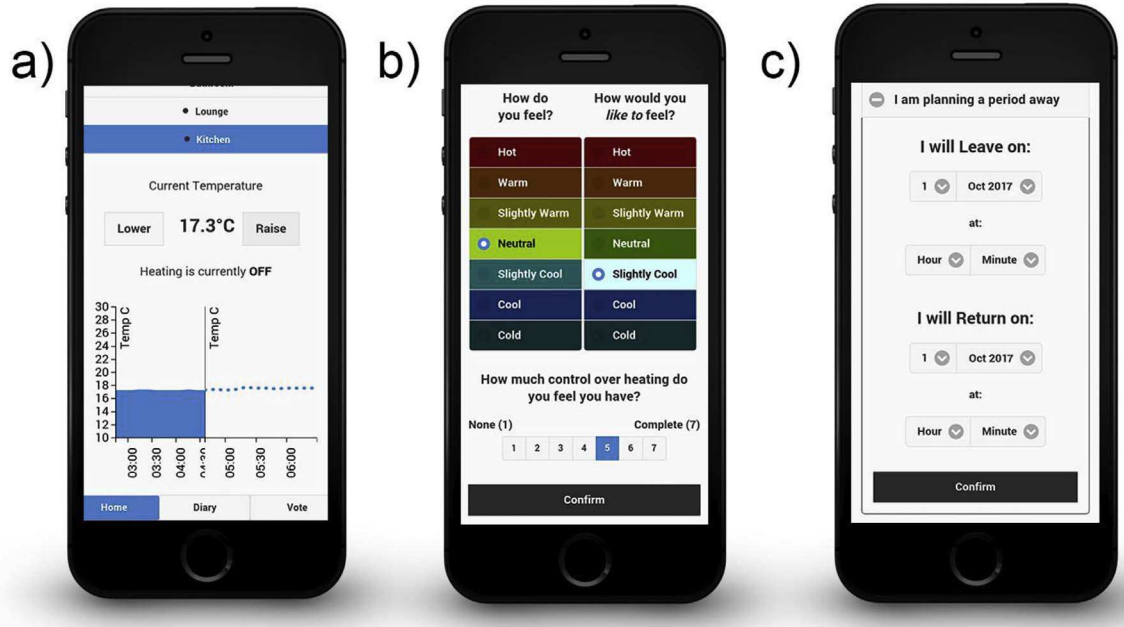 a)
Lounge
Kitchen
Current Temperature
Lower 17.3°C Raise
Heating is currently OFF
30
28
26
24
22
20
18
16
14
12
10
Temp C
Temp C
03:00
03:30
04:00
05:00
05:30
06:00
Home Diary Vote
b)
How do
you feel?
How would you
like to feel?
Hot
Warm
Slightly Warm
Neutral
Slightly Cool
Cool
Cold
Hot
Warm
Slightly Warm
Neutral
Slightly Cool
Cool
Cold
How much control over heating do
you feel you have?
None (1) Complete (7)
1 2 3 4 5 6 7
Confirm
c)
I am planning a period away
I will Leave on:
1 Oct 2017
at:
Hour Minute
I will Return on:
1 Oct 2017
at:
Hour Minute
Confirm